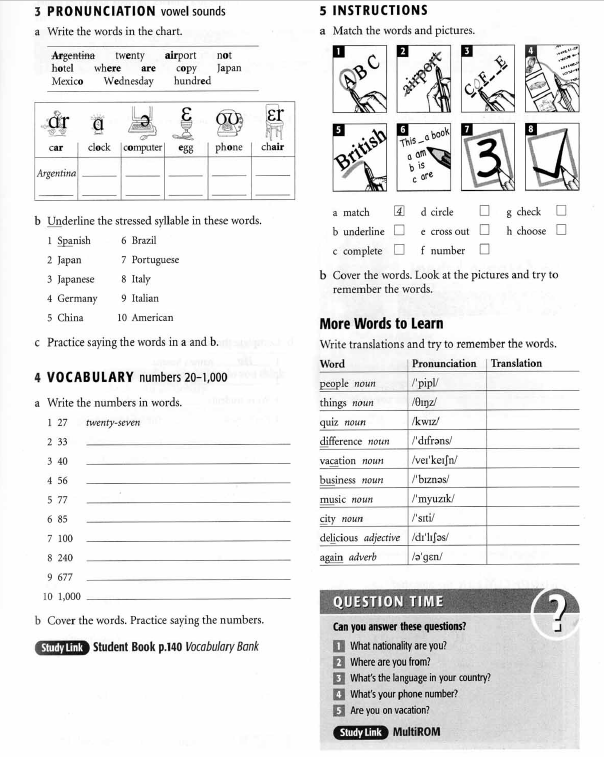 3 PRONUNCIATION vowel sounds
a Write the words in the chart.
Argentina twenty airport not
hotel where are copy Japan
Mexico Wednesday hundred
ɑr ɑ ə ɛ oʊ ɛr
car clock computer egg phone chair
Argentina
b Underline the stressed syllable in these words.
1 Spanish 6 Brazil
2 Japan 7 Portuguese
3 Japanese 8 Italy
4 Germany 9 Italian
5 China 10 American
c Practice saying the words in a and b.
4 VOCABULARY numbers 20–1,000
a Write the numbers in words.
1 27 twenty-seven
2 33
3 40
4 56
5 77
6 85
7 100
8 240
9 677
10 1,000
b Cover the words. Practice saying the numbers.
Study Link Student Book p.140 Vocabulary Bank
5 INSTRUCTIONS
a Match the words and pictures.
1 2 3 4
A B C airport C O F _ E _
5 6 7 8
British This _ a book 3
a am
b is
c are
a match 4 d circle g check
b underline e cross out h choose
c complete f number
b Cover the words. Look at the pictures and try to
remember the words.
More Words to Learn
Write translations and try to remember the words.
Word Pronunciation Translation
people noun /ˈpipl/
things noun /θɪŋz/
quiz noun /kwɪz/
difference noun /ˈdɪfrəns/
vacation noun /veɪˈkeɪʃn/
business noun /ˈbɪznəs/
music noun /ˈmyuzɪk/
city noun /ˈsɪti/
delicious adjective /dɪˈlɪʃəs/
again adverb /əˈgɛn/
QUESTION TIME ?
Can you answer these questions?
1 What nationality are you?
2 Where are you from?
3 What's the language in your country?
4 What's your phone number?
5 Are you on vacation?
Study Link MultiROM